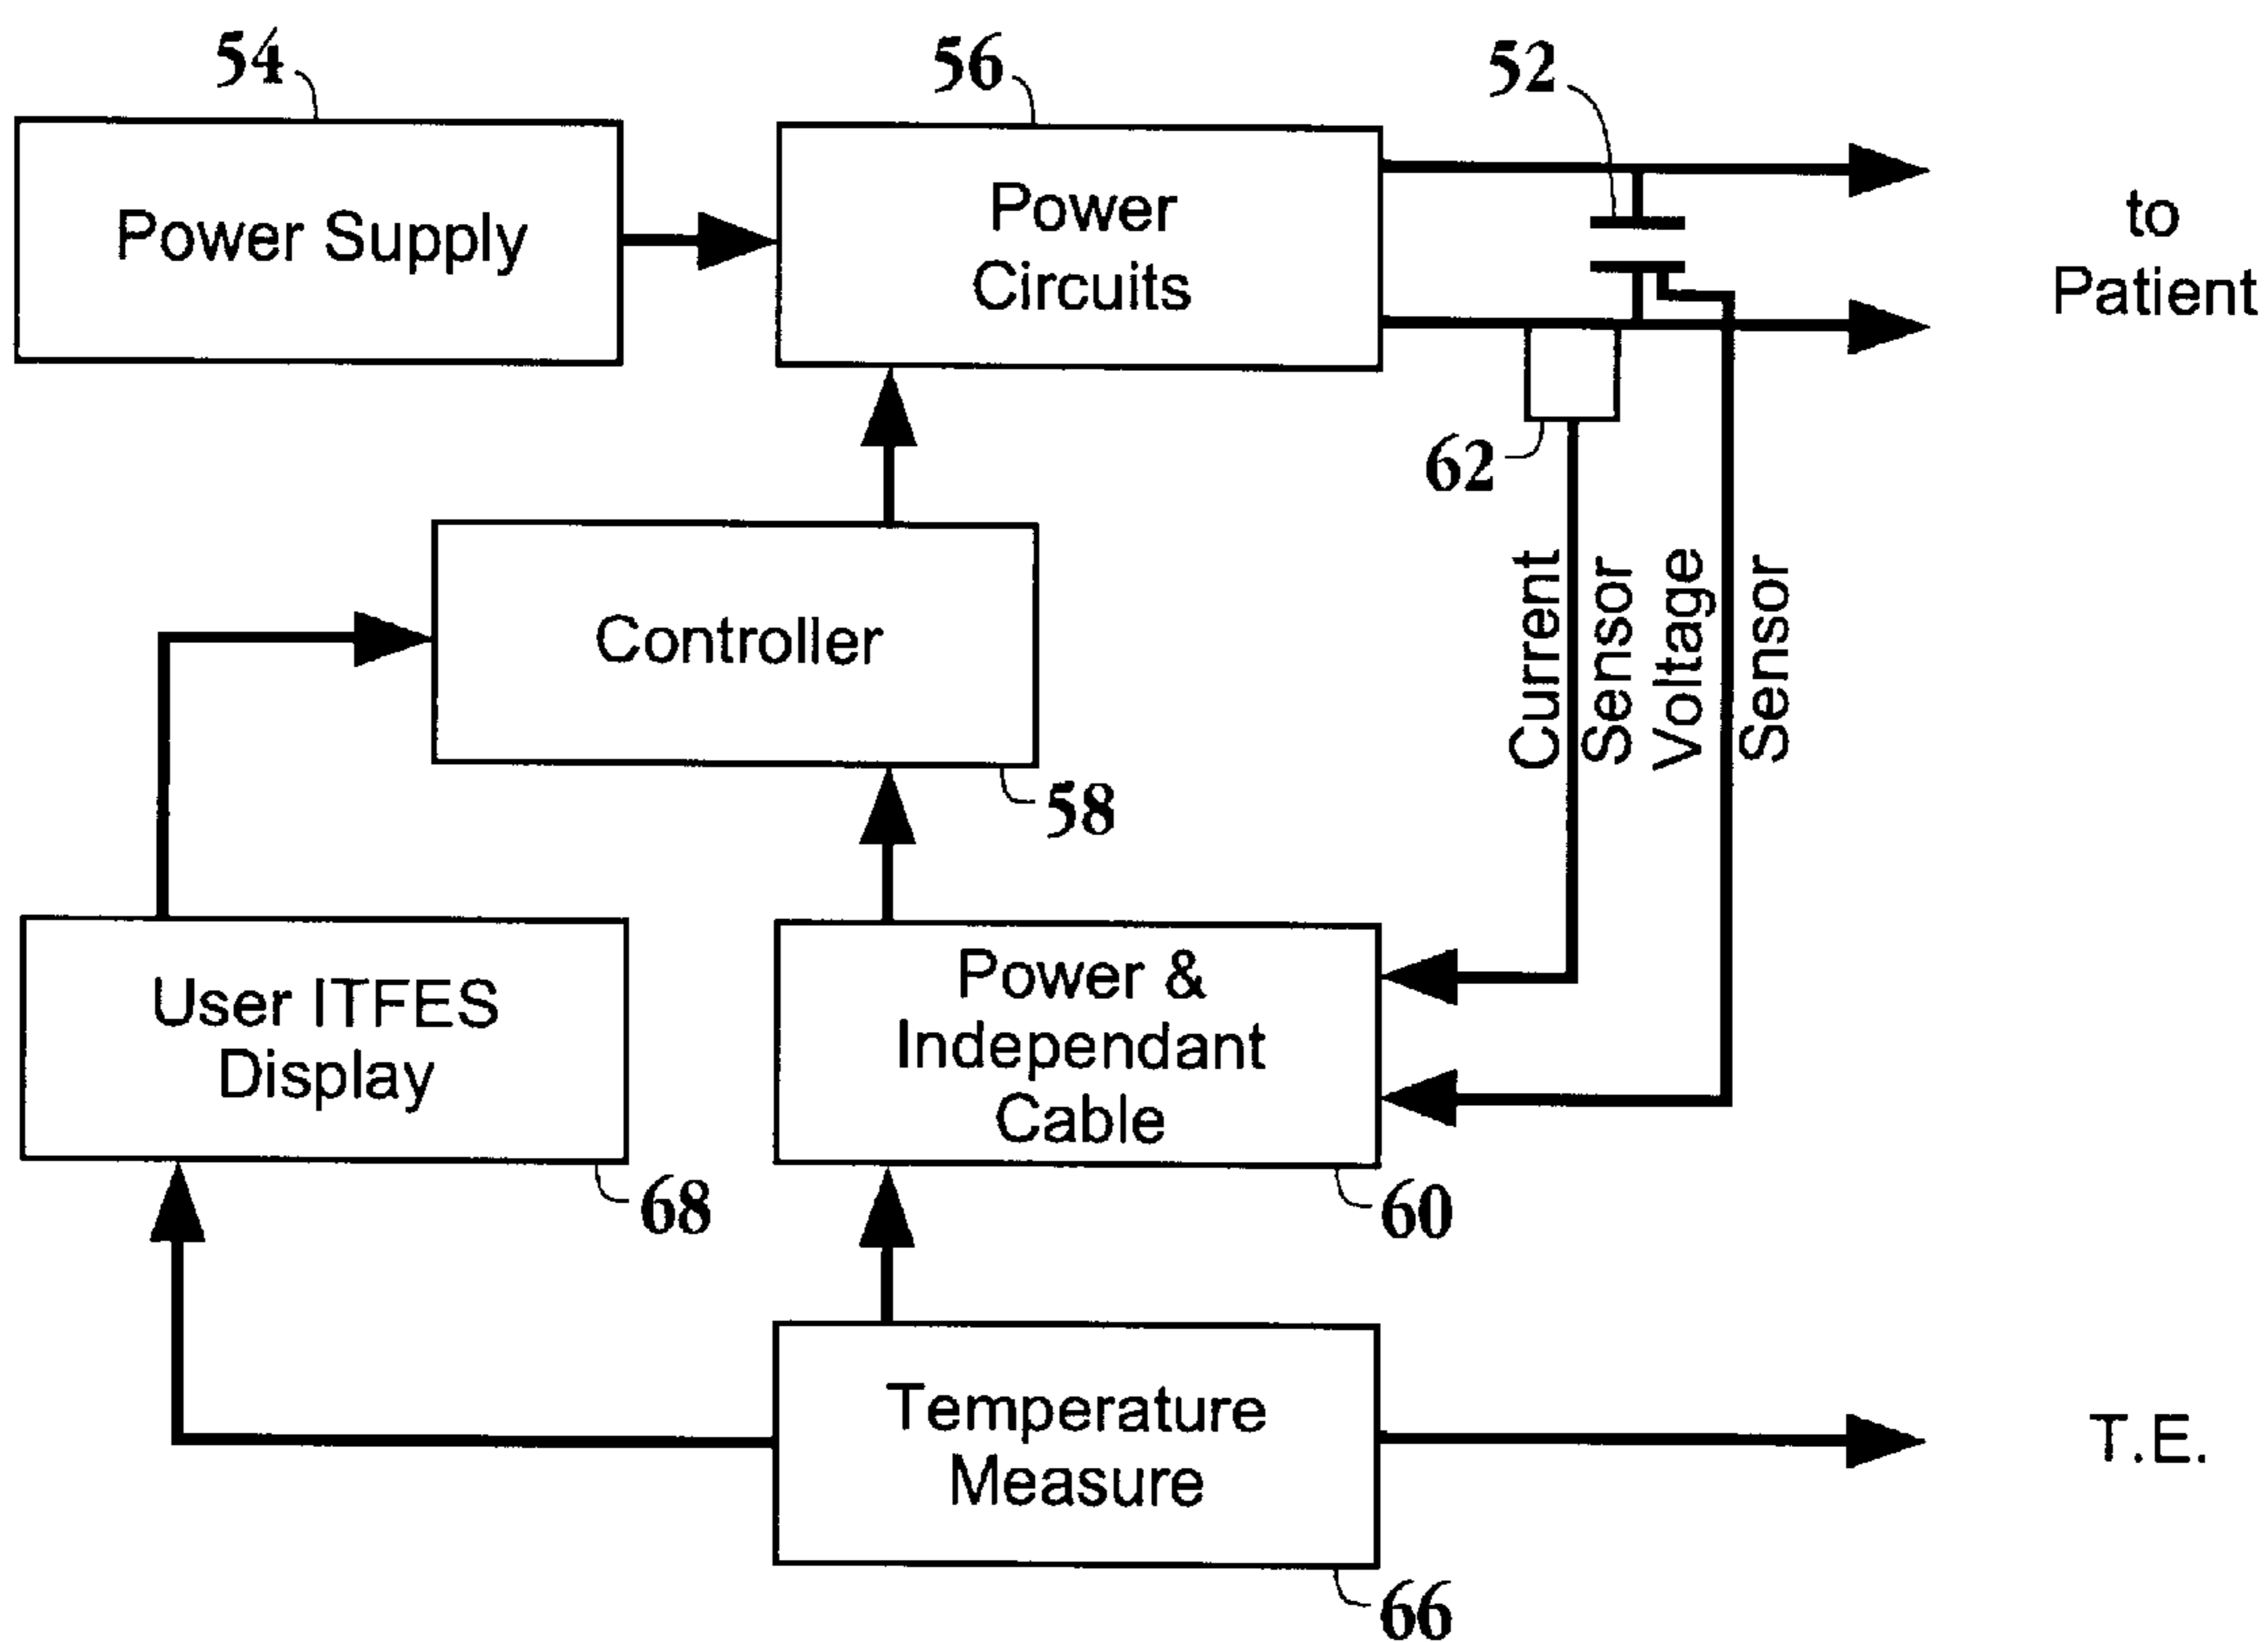 54
56
52
Power Supply
Power
Circuits
to
Patient
62
Controller
Current
Sensor
Voltage
Sensor
58
User ITFES
Display
Power &
Independant
Cable
68
60
Temperature
Measure
T.E.
66